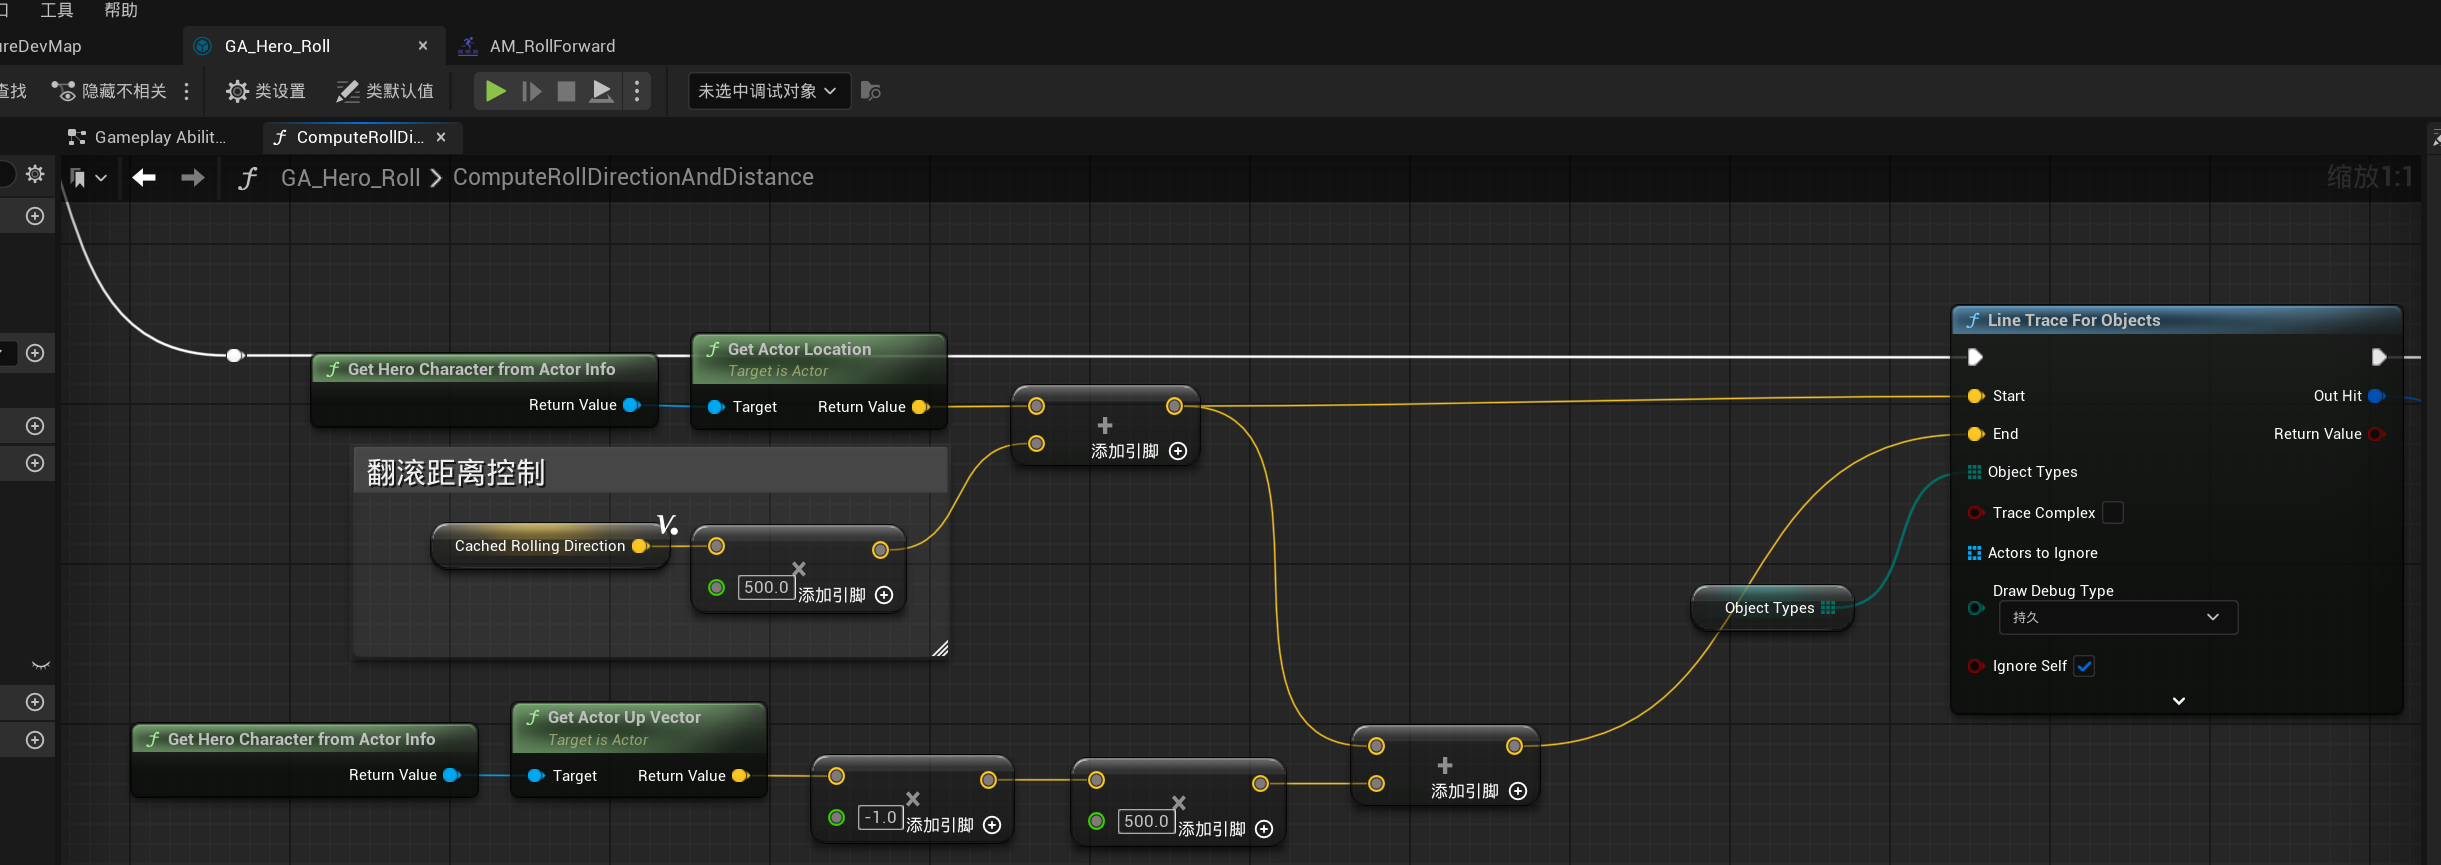 工具 帮助
reDevMap GA_Hero_Roll × AM_RollForward
查找 隐藏不相关 类设置 类默认值 未选中调试对象
Gameplay Abilit... ComputeRollDi... ×
GA_Hero_Roll > ComputeRollDirectionAndDistance
缩放1:1
Line Trace For Objects
Get Actor Location
Target is Actor
Get Hero Character from Actor Info
Return Value
Target Return Value
+
添加引脚
Start Out Hit
End Return Value
Object Types
Trace Complex
Actors to Ignore
Draw Debug Type
持久
Ignore Self
翻滚距离控制
Cached Rolling Direction
×
500.0 添加引脚
Object Types
Get Hero Character from Actor Info
Return Value
Get Actor Up Vector
Target is Actor
Target Return Value
×
-1.0 添加引脚
×
500.0 添加引脚
+
添加引脚